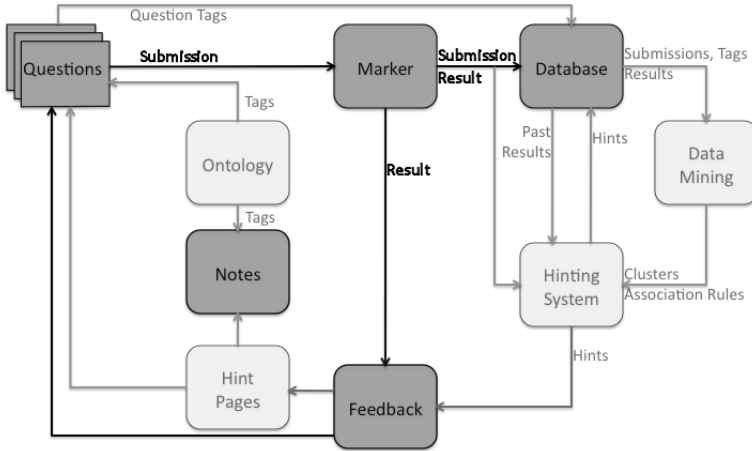 Question Tags
Submission
Submission
Submissions, Tags
Questions
Marker
Database
Result
Results
Tags
Past
Results
Hints
Data
Mining
Ontology
Result
Tags
Notes
Hinting
System
Clusters
Association Rules
Hints
Hint
Pages
Feedback